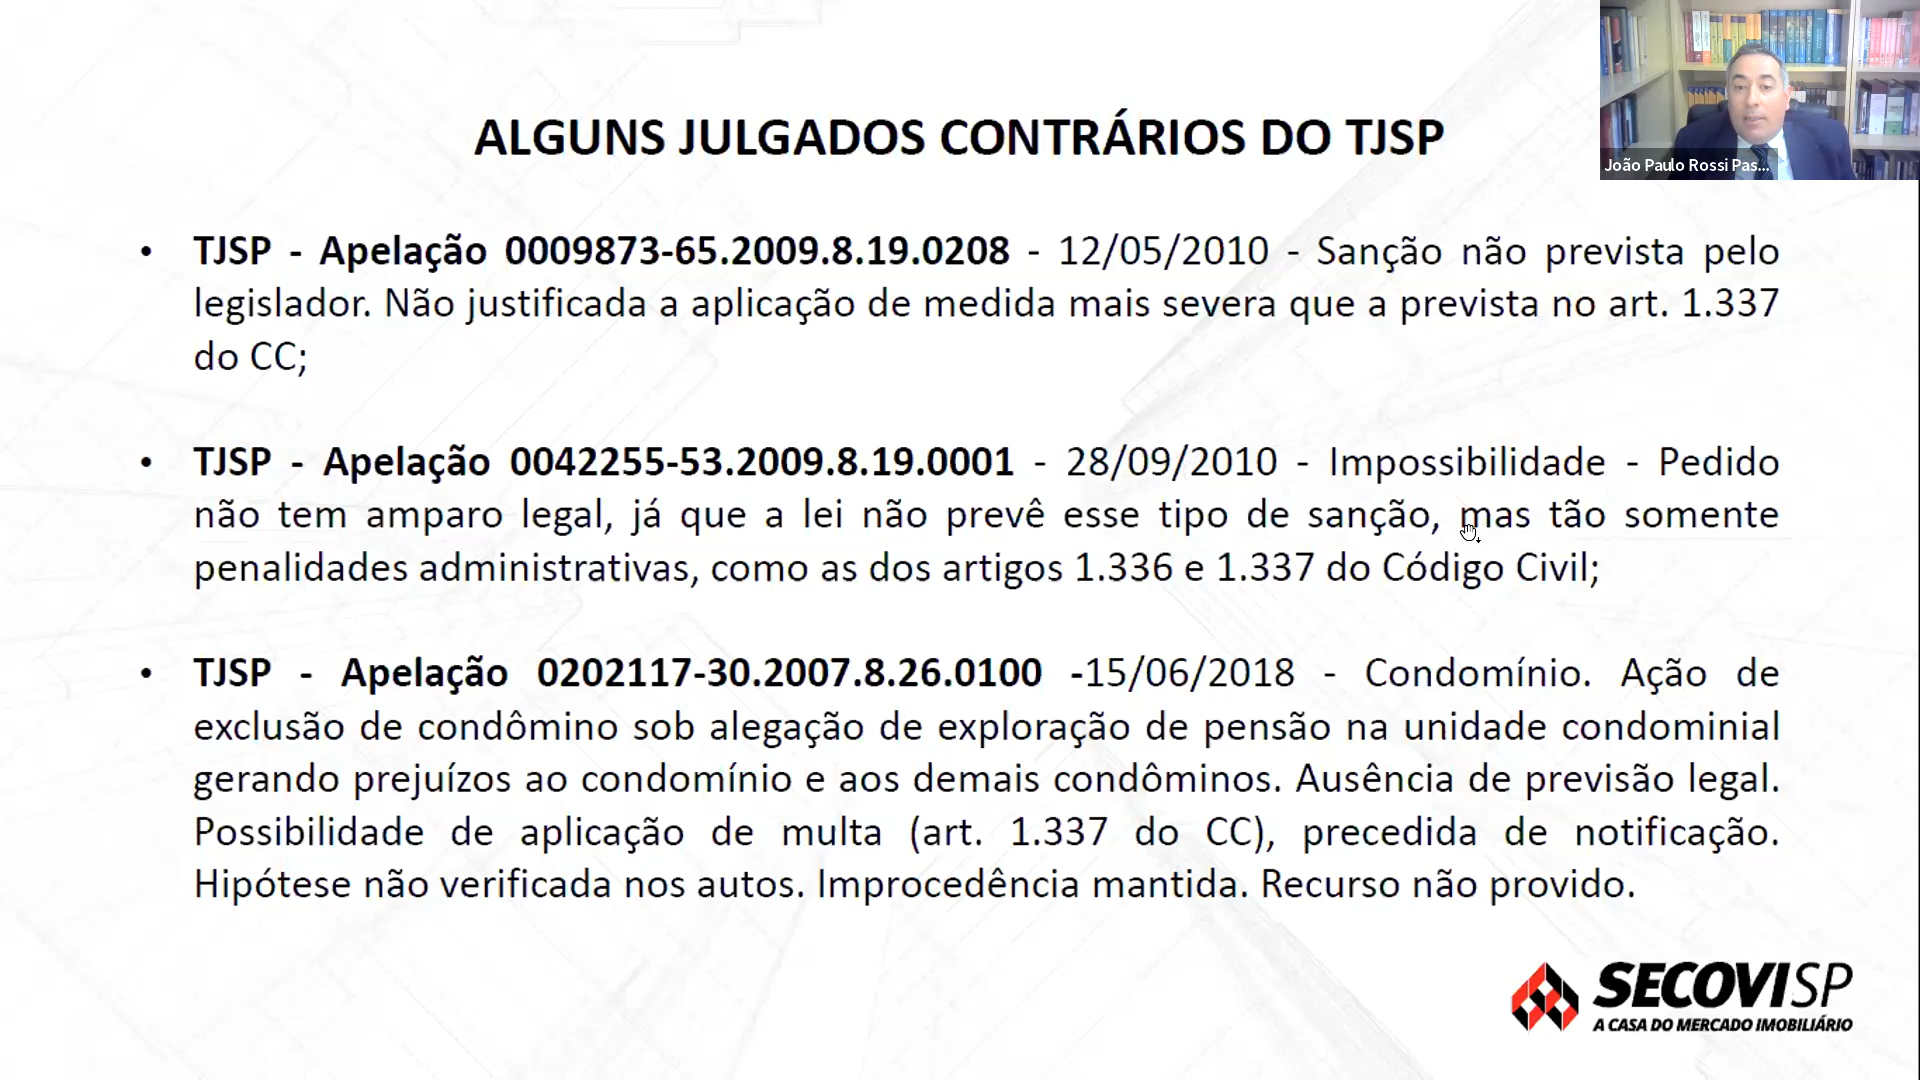 ALGUNS JULGADOS CONTRÁRIOS DO TJSP
João Paulo Rossi Pas...
• TJSP - Apelação 0009873-65.2009.8.19.0208 - 12/05/2010 - Sanção não prevista pelo
legislador. Não justificada a aplicação de medida mais severa que a prevista no art. 1.337
do CC;
• TJSP - Apelação 0042255-53.2009.8.19.0001 - 28/09/2010 - Impossibilidade - Pedido
não tem amparo legal, já que a lei não prevê esse tipo de sanção, mas tão somente
penalidades administrativas, como as dos artigos 1.336 e 1.337 do Código Civil;
• TJSP - Apelação 0202117-30.2007.8.26.0100 -15/06/2018 - Condomínio. Ação de
exclusão de condômino sob alegação de exploração de pensão na unidade condominial
gerando prejuízos ao condomínio e aos demais condôminos. Ausência de previsão legal.
Possibilidade de aplicação de multa (art. 1.337 do CC), precedida de notificação.
Hipótese não verificada nos autos. Improcedência mantida. Recurso não provido.
SECOVISP
A CASA DO MERCADO IMOBILIÁRIO